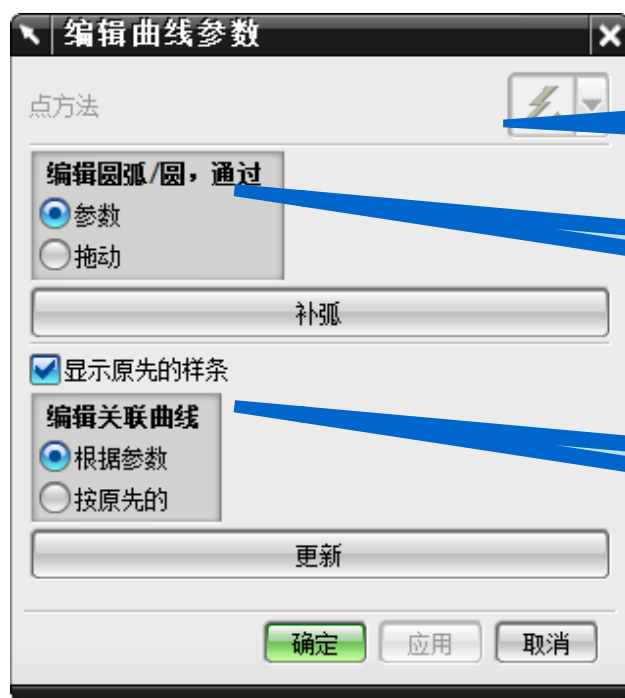 编辑曲线参数
点方法
编辑圆弧/圆，通过
参数
拖动
补弧
显示原先的样条
编辑关联曲线
根据参数
按原先的
更新
确定 应用 取消